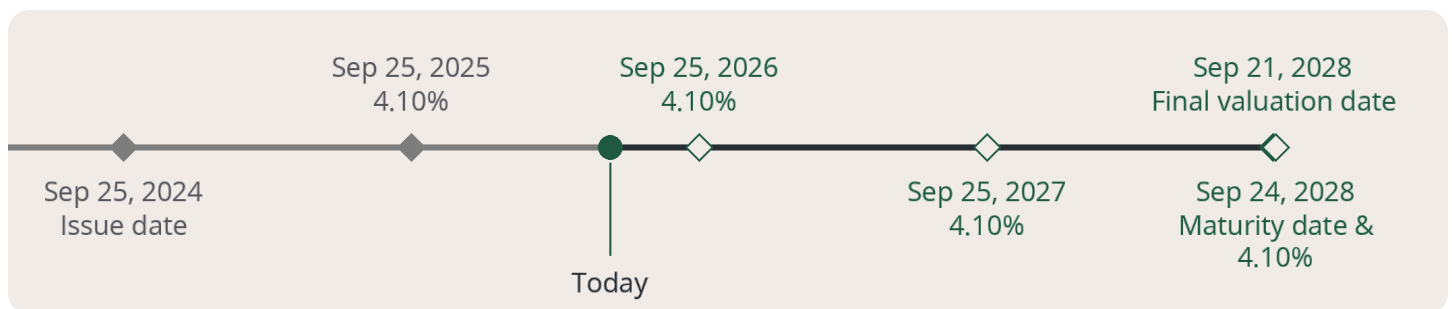 Sep 25, 2025
4.10%
Sep 25, 2026
4.10%
Sep 21, 2028
Final valuation date
Sep 25, 2024
Issue date
Today
Sep 25, 2027
4.10%
Sep 24, 2028
Maturity date &
4.10%